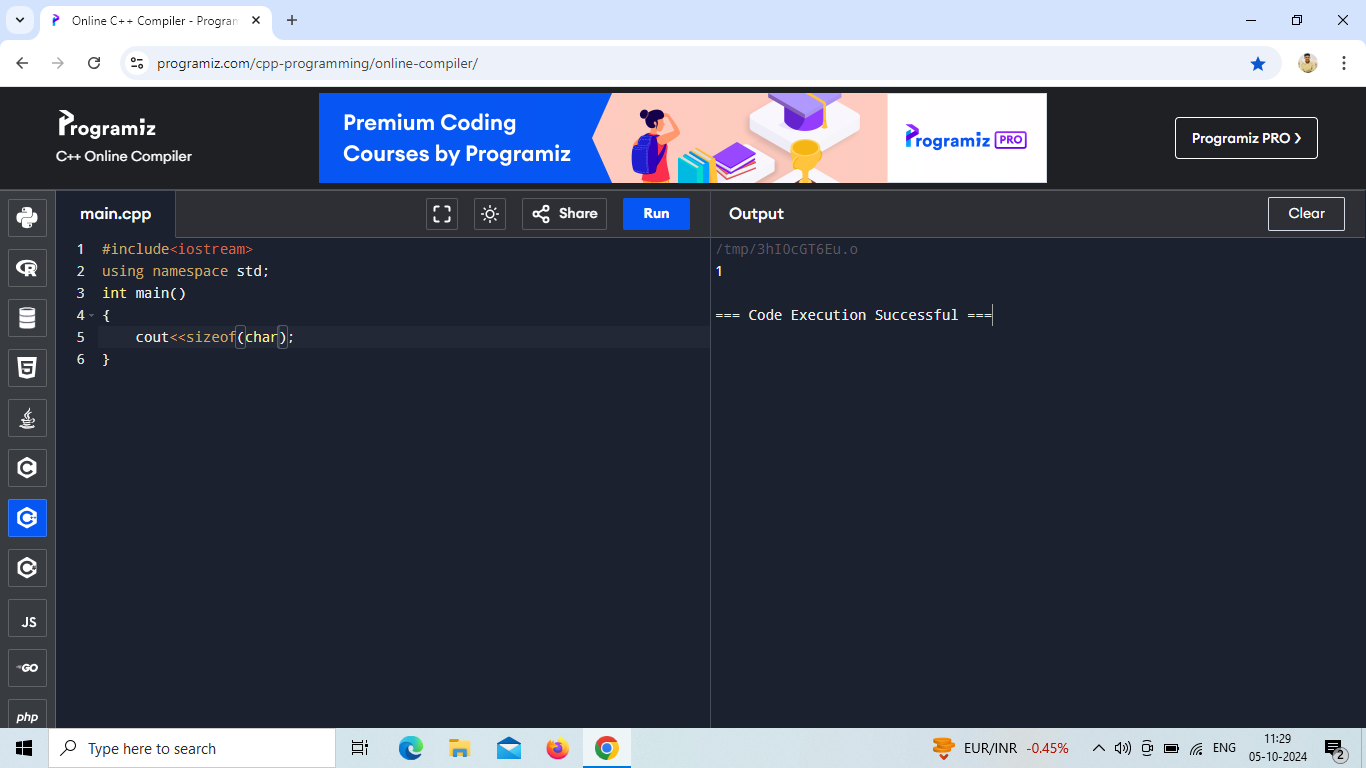 Online C++ Compiler - Program
programiz.com/cpp-programming/online-compiler/
Programiz
C++ Online Compiler
Premium Coding
Courses by Programiz
Programiz PRO
Programiz PRO ❯
main.cpp
Share
Run
Output
Clear
1 #include<iostream>
2 using namespace std;
3 int main()
4 {
5 cout<<sizeof(char);
6 }
/tmp/3hIOcGT6Eu.o
1
=== Code Execution Successful ===
JS
GO
php
Type here to search
EUR/INR -0.45%
ENG
11:29
05-10-2024
2